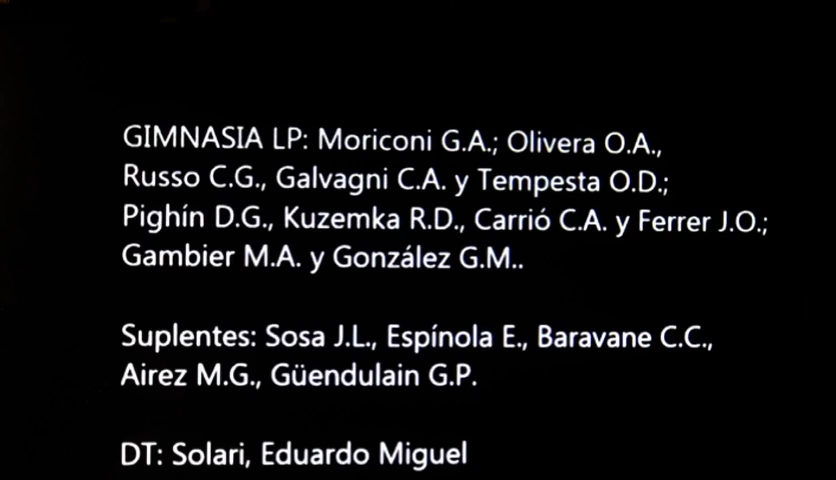 GIMNASIA LP: Moriconi G.A.; Olivera O.A.,
Russo C.G., Galvagni C.A. y Tempesta O.D.;
Pighín D.G., Kuzemka R.D., Carrió C.A. y Ferrer J.O.;
Gambier M.A. y González G.M..
Suplentes: Sosa J.L., Espínola E., Baravane C.C.,
Airez M.G., Güendulain G.P.
DT: Solari, Eduardo Miguel